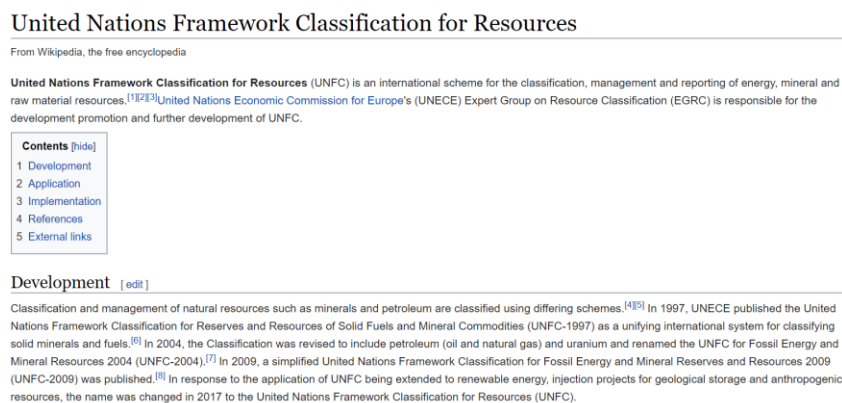 United Nations Framework Classification for Resources
From Wikipedia, the free encyclopedia
United Nations Framework Classification for Resources (UNFC) is an international scheme for the classification, management and reporting of energy, mineral and
raw material resources.[1][2][3]United Nations Economic Commission for Europe's (UNECE) Expert Group on Resource Classification (EGRC) is responsible for the
development promotion and further development of UNFC.
Contents [hide]
1 Development
2 Application
3 Implementation
4 References
5 External links
Development [ edit ]
Classification and management of natural resources such as minerals and petroleum are classified using differing schemes.[4][5] In 1997, UNECE published the United
Nations Framework Classification for Reserves and Resources of Solid Fuels and Mineral Commodities (UNFC-1997) as a unifying international system for classifying
solid minerals and fuels.[6] In 2004, the Classification was revised to include petroleum (oil and natural gas) and uranium and renamed the UNFC for Fossil Energy and
Mineral Resources 2004 (UNFC-2004).[7] In 2009, a simplified United Nations Framework Classification for Fossil Energy and Mineral Reserves and Resources 2009
(UNFC-2009) was published.[8] In response to the application of UNFC being extended to renewable energy, injection projects for geological storage and anthropogenic
resources, the name was changed in 2017 to the United Nations Framework Classification for Resources (UNFC).